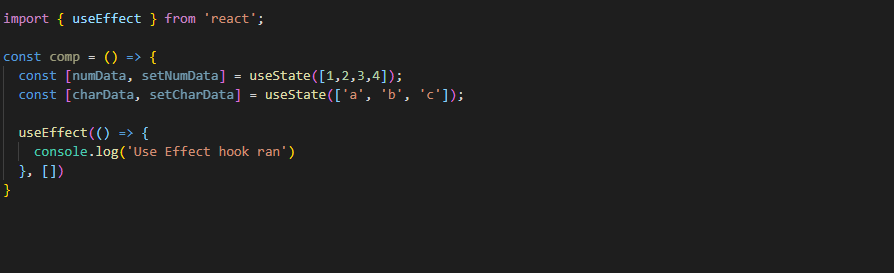 import { useEffect } from 'react';
const comp = () => {
const [numData, setNumData] = useState([1,2,3,4]);
const [charData, setCharData] = useState(['a', 'b', 'c']);
useEffect(() => {
console.log('Use Effect hook ran')
}, [])
}